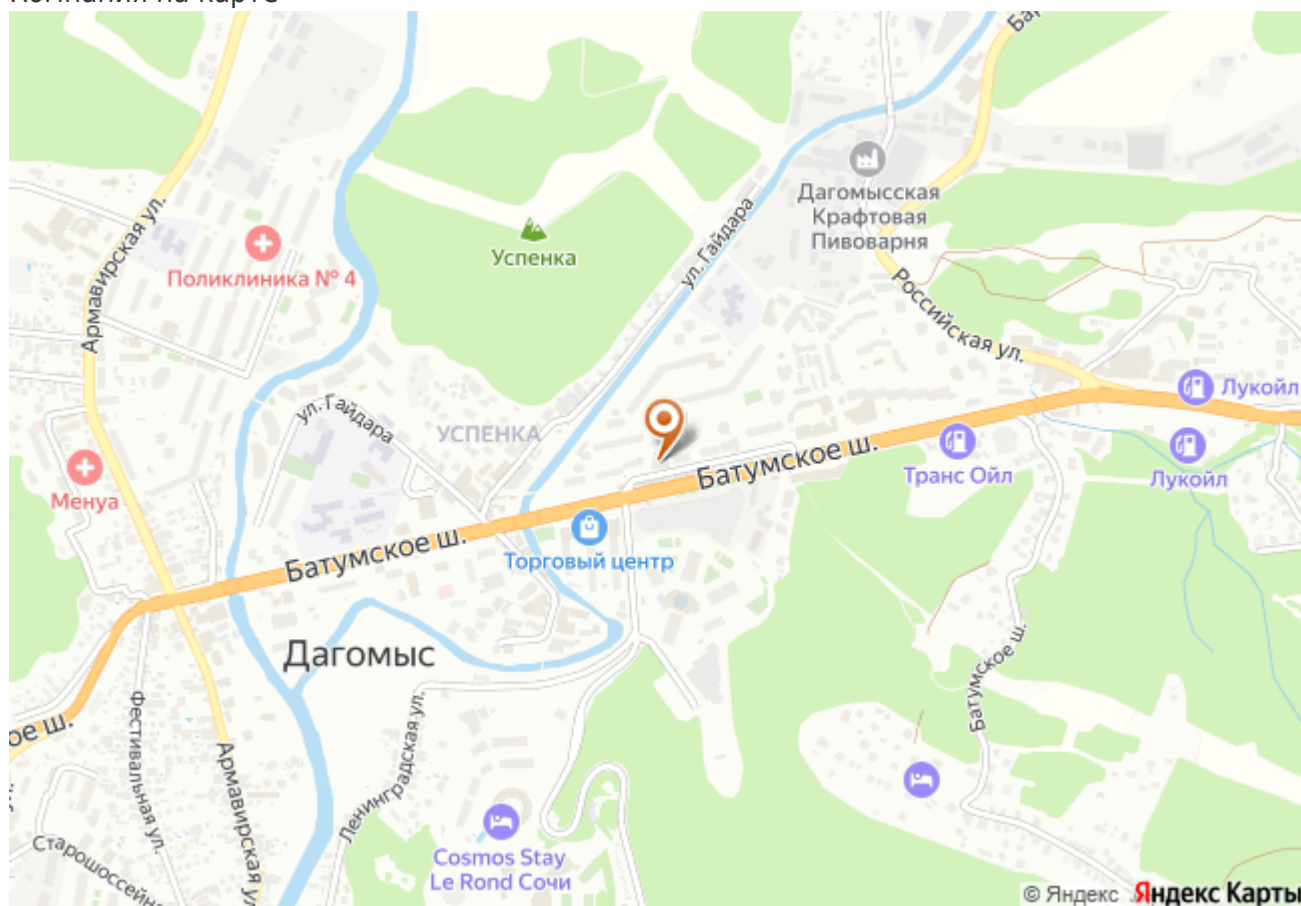 Компания на карте
Армавирская ул.
Поликлиника № 4
Успенка
ул. Гайдара
Дагомысская
Крафтовая
Пивоварня
Российская ул.
Лукойл
ул. Гайдара
УСПЕНКА
Менуа
Батумское ш.
Транс Ойл
Лукойл
Батумское ш.
Торговый центр
Дагомыс
Батумское ш.
ое ш.
Фестивальная ул.
Армавирская ул
Ленинградская ул.
Старошоссейна
Cosmos Stay
Le Rond Сочи
© Яндекс Яндекс Карты